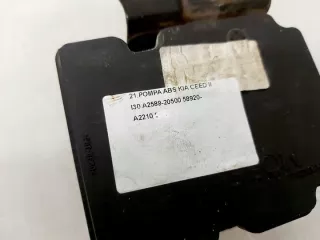 21 POMPA ABS KIA CEED II
I30 A2589-20500 58920-
A2210